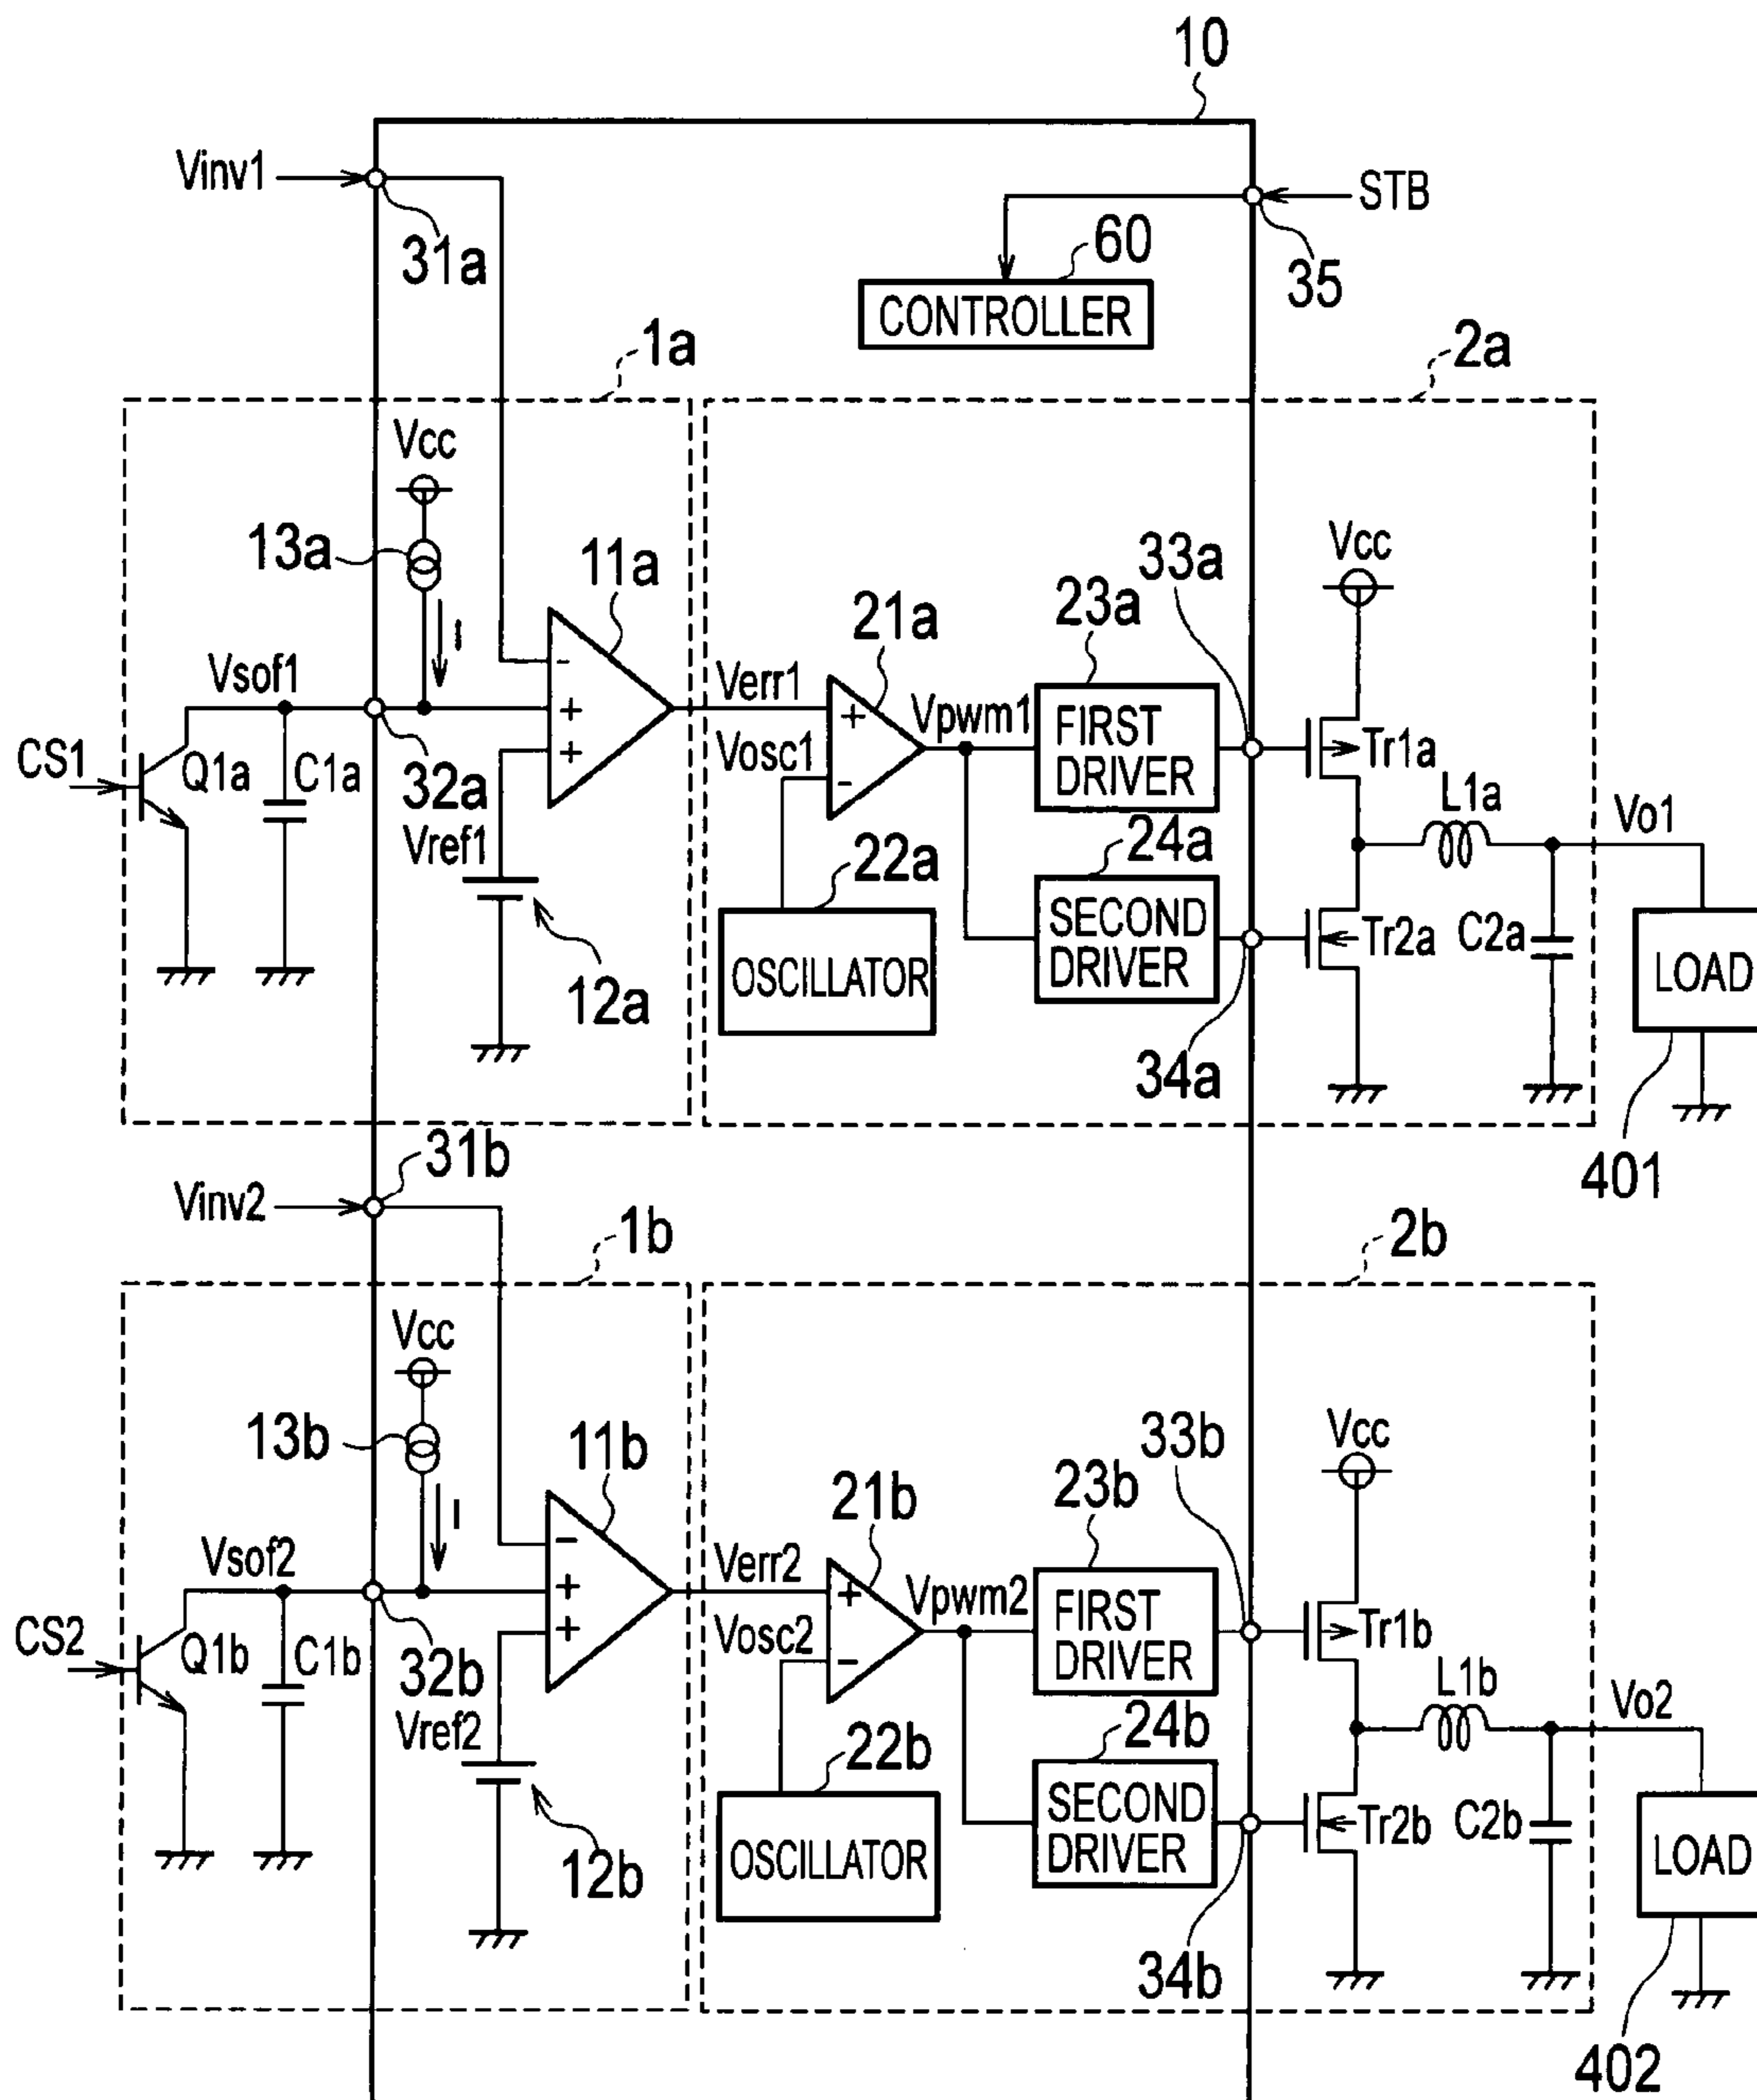 10
Vinv1
STB
31a
60
35
CONTROLLER
1a
2a
Vcc
13a
I
11a
33a
Vcc
21a
23a
Vsof1
Verr1
Vpwm1
FIRST
DRIVER
Tr1a
CS1
Q1a
C1a
32a
+
+
-
+
-
Vosc1
L1a
Vo1
Vref1
22a
24a
OSCILLATOR
SECOND
DRIVER
Tr2a
C2a
LOAD
12a
34a
401
31b
Vinv2
1b
2b
Vcc
13b
I
11b
33b
Vcc
21b
23b
Vsof2
Verr2
Vpwm2
FIRST
DRIVER
Tr1b
CS2
Q1b
C1b
32b
-
+
+
+
-
Vosc2
L1b
Vo2
Vref2
22b
24b
OSCILLATOR
SECOND
DRIVER
Tr2b
C2b
LOAD
12b
34b
402